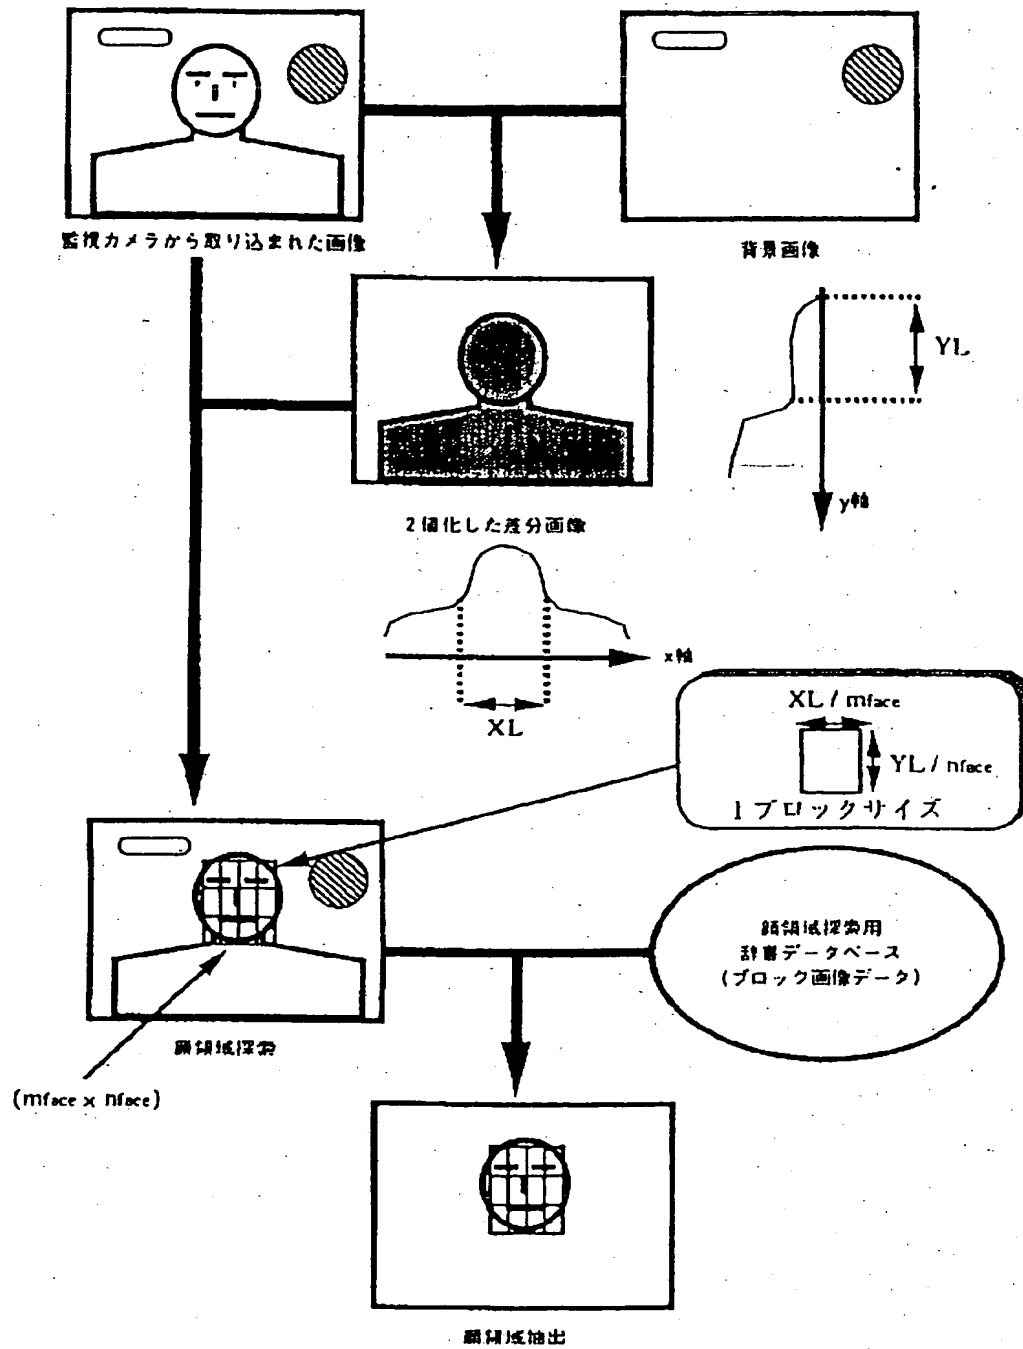 監視カメラから取り込まれた画像
背景画像
YL
y軸
2値化した差分画像
x軸
XL
XL / mface
YL / nface
1ブロックサイズ
顔領域探索用
辞書データベース
(ブロック画像データ)
顔領域探索
(mface x nface)
顔領域抽出